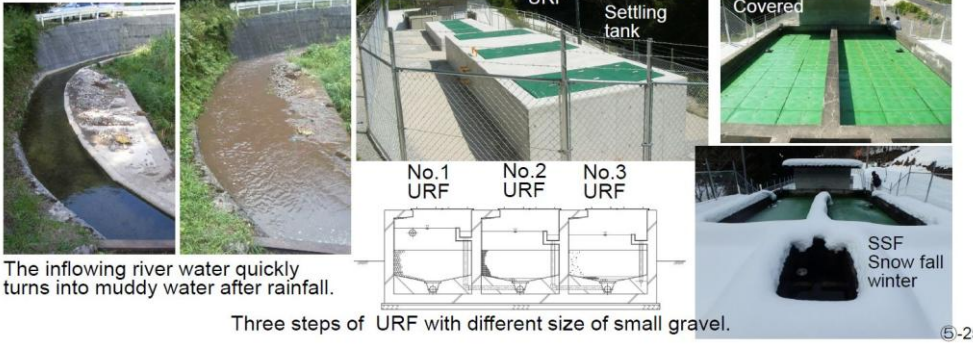 URF
Settling
tank
Covered
No.1
URF
No.2
URF
No.3
URF
SSF
Snow fall
winter
The inflowing river water quickly
turns into muddy water after rainfall.
Three steps of URF with different size of small gravel.
⑤-2